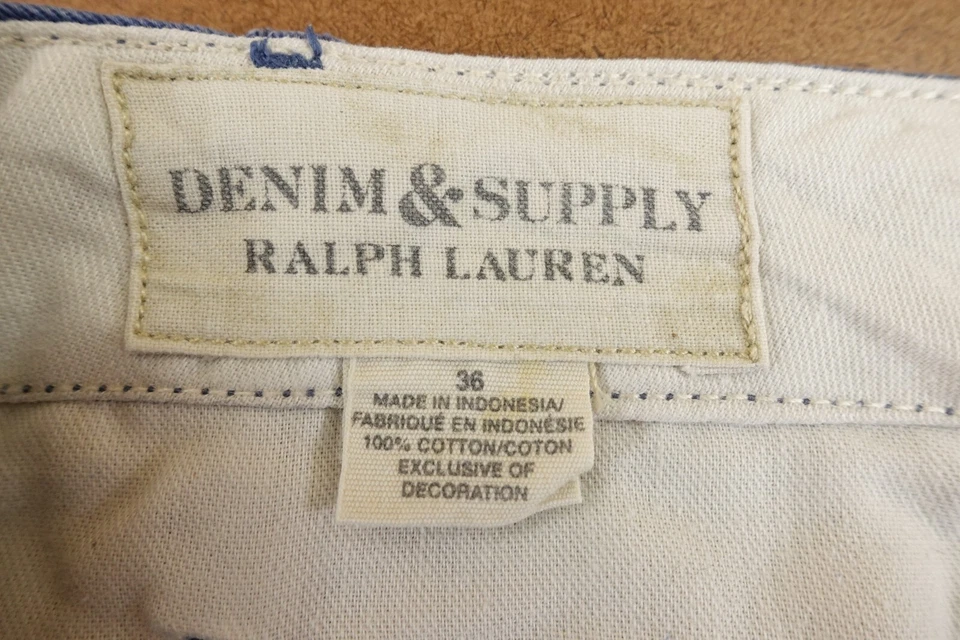 DENIM & SUPPLY
RALPH LAUREN
36
MADE IN INDONESIA/
FABRIQUÉ EN INDONÉSIE
100% COTTON/COTON
EXCLUSIVE OF
DECORATION